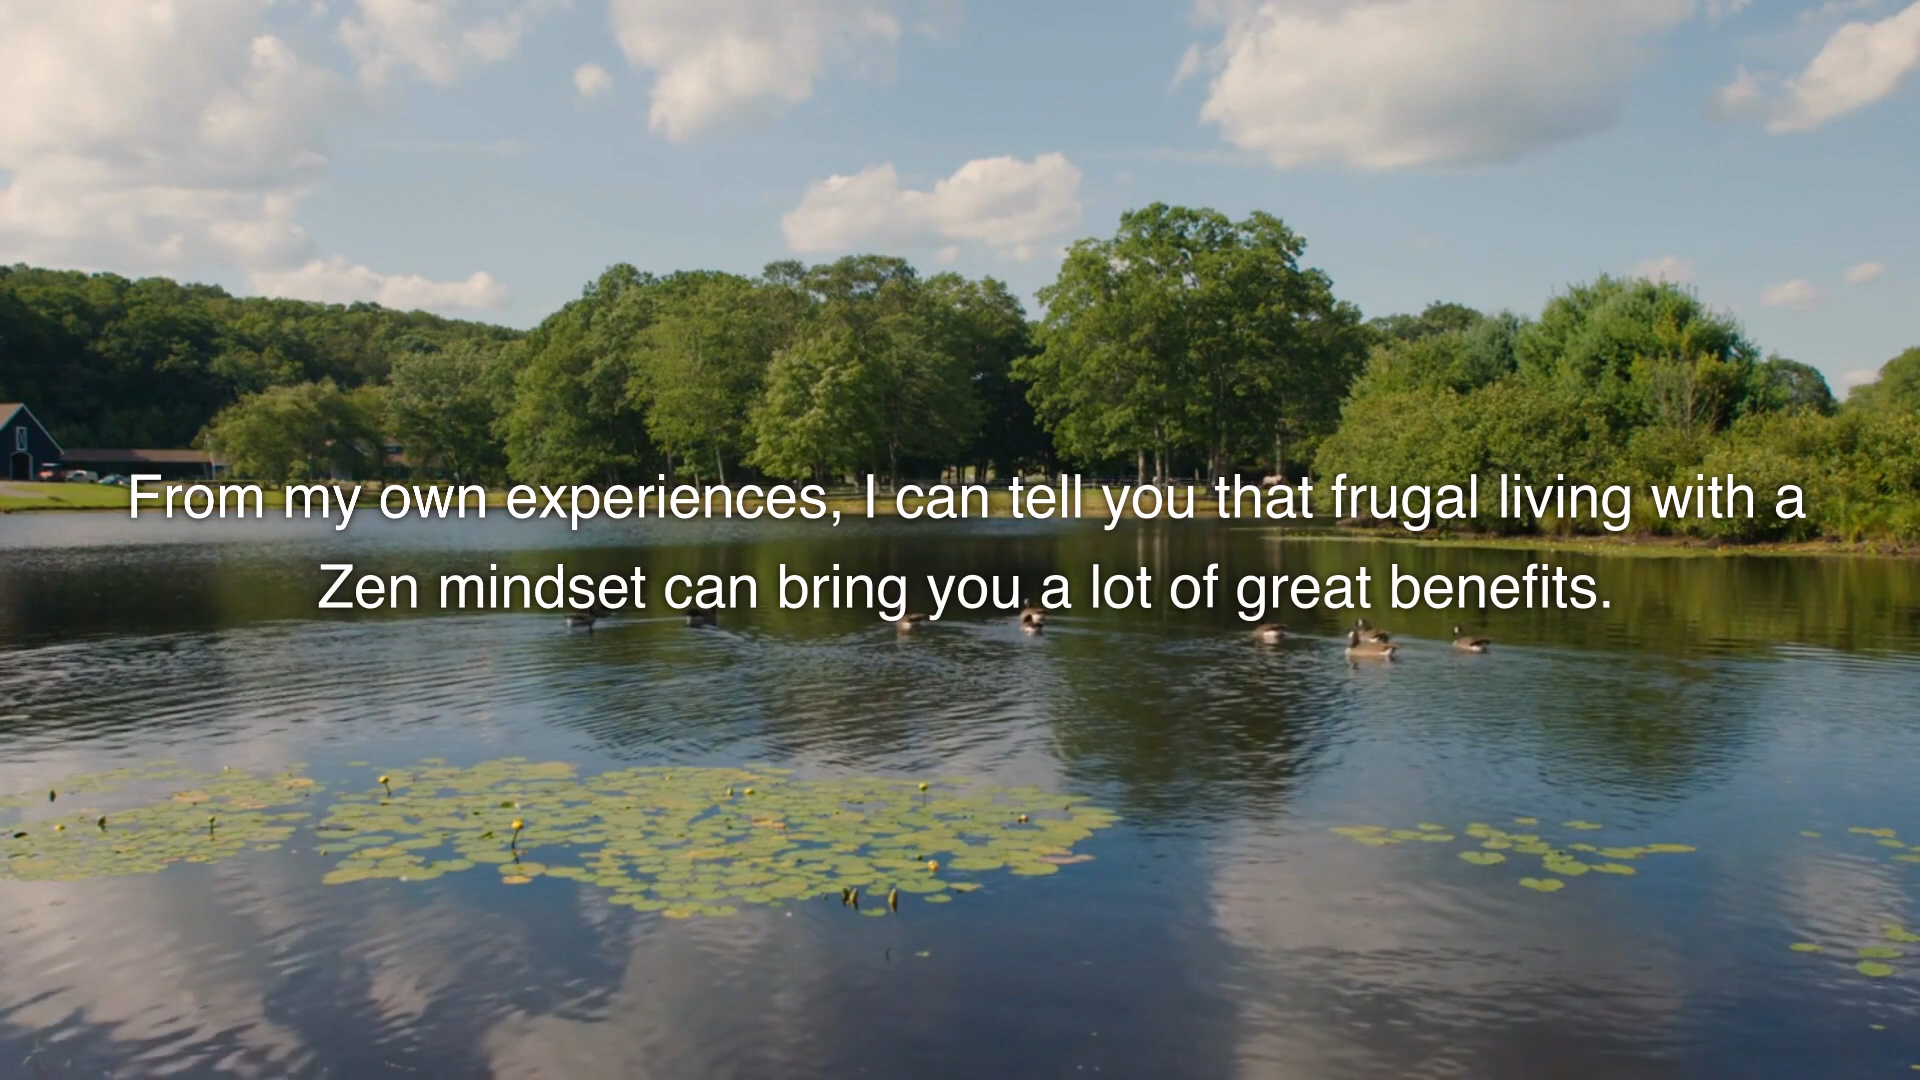 From my own experiences, I can tell you that frugal living with a
Zen mindset can bring you a lot of great benefits.